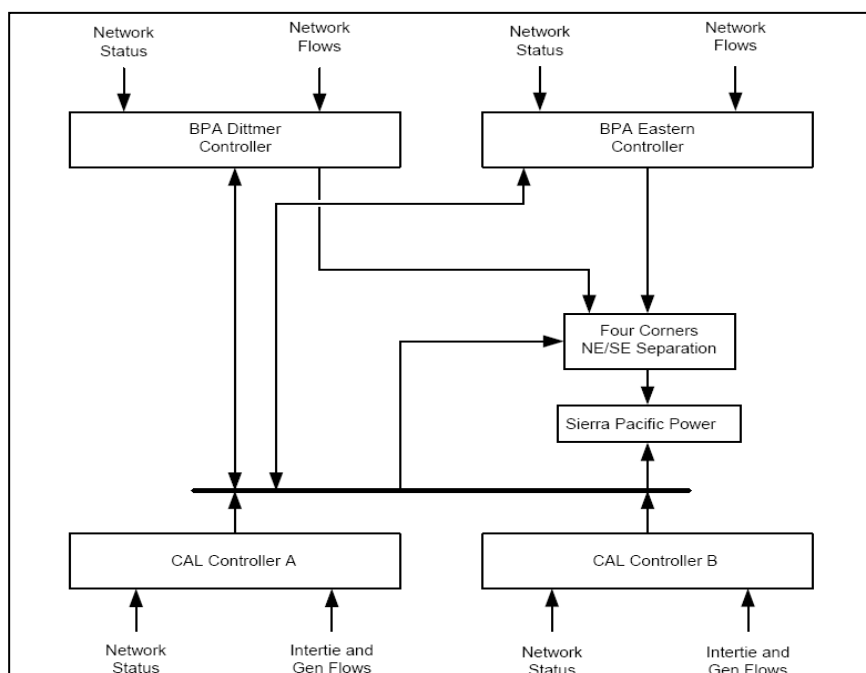 Network
Status
Network
Flows
Network
Status
Network
Flows
BPA Dittmer
Controller
BPA Eastern
Controller
Four Corners
NE/SE Separation
Sierra Pacific Power
CAL Controller A
CAL Controller B
Network
Status
Intertie and
Gen Flows
Network
Status
Intertie and
Gen Flows